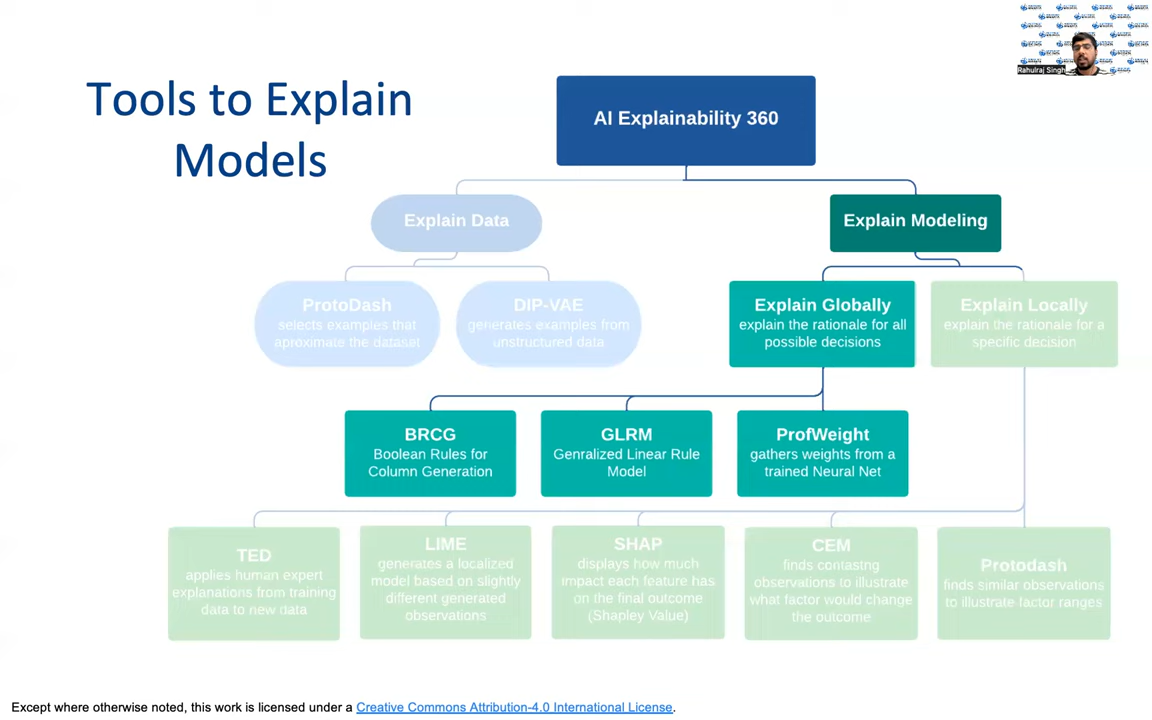 Rahulraj Singh
Tools to Explain
Models
AI Explainability 360
Explain Data
Explain Modeling
ProtoDash
selects examples that
aproximate the dataset
DIP-VAE
generates examples from
unstructured data
Explain Globally
explain the rationale for all
possible decisions
Explain Locally
explain the rationale for a
specific decision
BRCG
Boolean Rules for
Column Generation
GLRM
Genralized Linear Rule
Model
ProfWeight
gathers weights from a
trained Neural Net
TED
applies human expert
explanations from training
data to new data
LIME
generates a localized
model based on slightly
different generated
observations
SHAP
displays how much
impact each feature has
on the final outcome
(Shapley Value)
CEM
finds contastng
observations to illustrate
what factor would change
the outcome
Protodash
finds similar observations
to illustrate factor ranges
Except where otherwise noted, this work is licensed under a Creative Commons Attribution-4.0 International License.